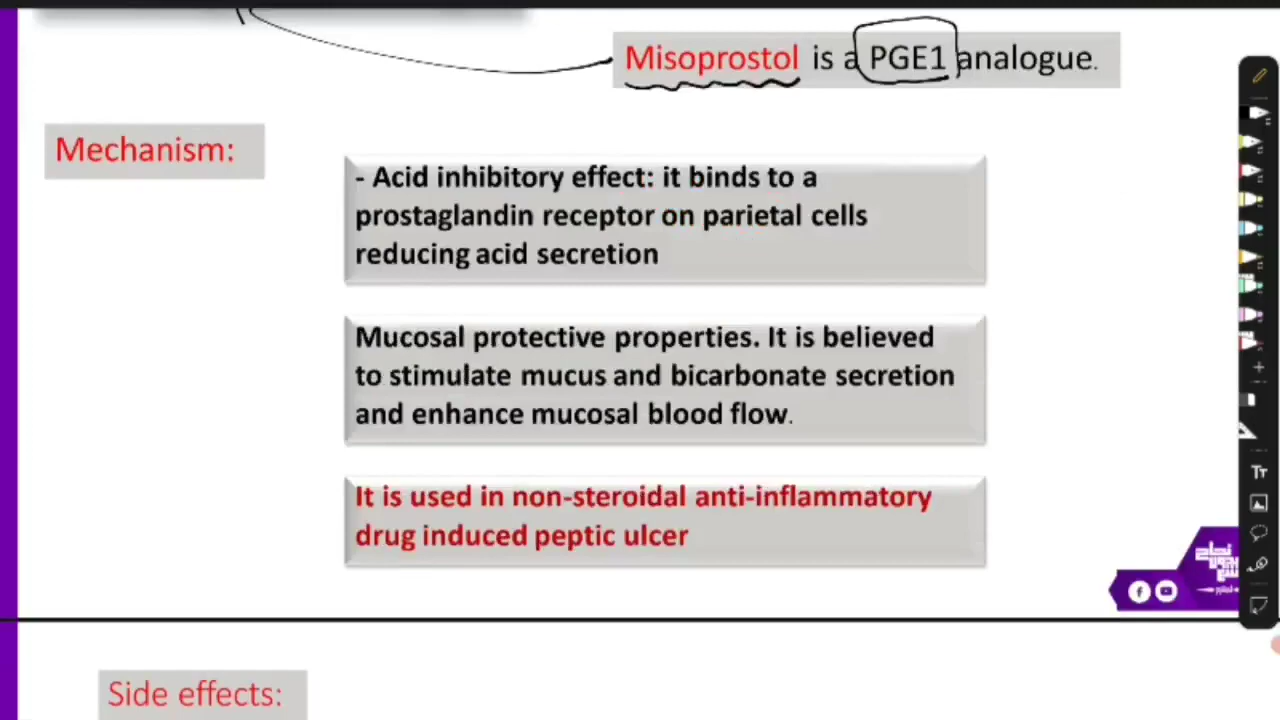 Misoprostol is a PGE1 analogue.
Mechanism:
- Acid inhibitory effect: it binds to a
prostaglandin receptor on parietal cells
reducing acid secretion
Mucosal protective properties. It is believed
to stimulate mucus and bicarbonate secretion
and enhance mucosal blood flow.
It is used in non-steroidal anti-inflammatory
drug induced peptic ulcer
نجاح
بدون
Side effects: